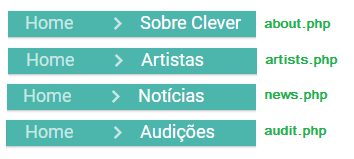 Home > Sobre Clever about.php
Home > Artistas artists.php
Home > Notícias news.php
Home > Audições audit.php